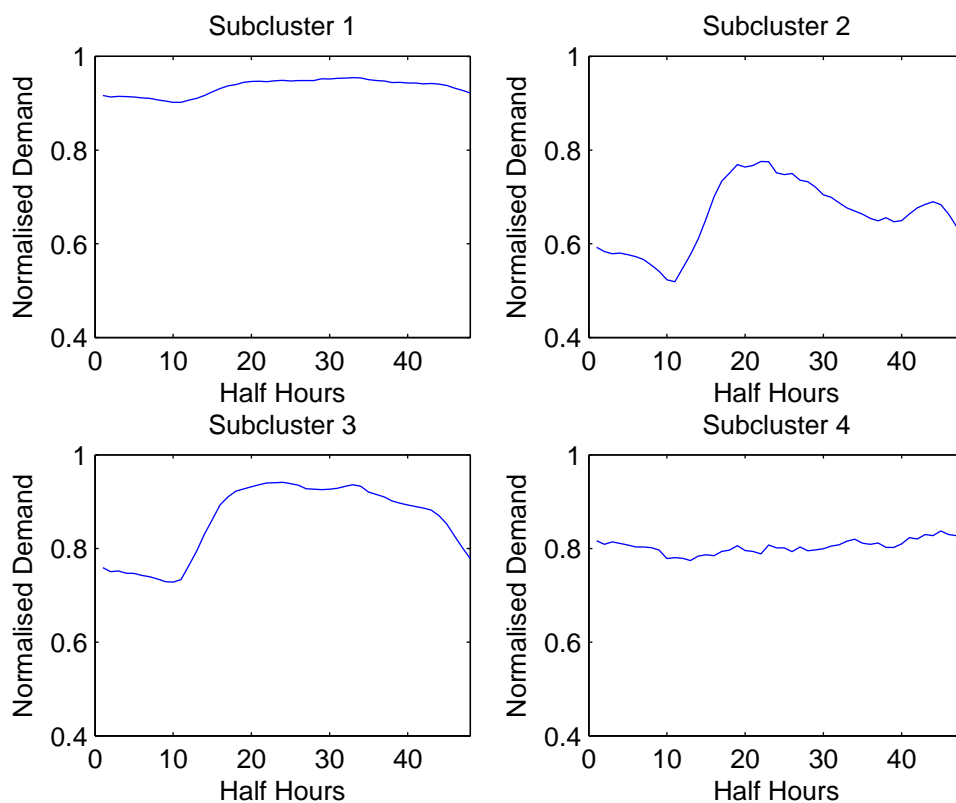 Subcluster 1
Normalised Demand
1
0.8
0.6
0.4
0 10 20 30 40
Half Hours
Subcluster 2
Normalised Demand
1
0.8
0.6
0.4
0 10 20 30 40
Half Hours
Subcluster 3
Normalised Demand
1
0.8
0.6
0.4
0 10 20 30 40
Half Hours
Subcluster 4
Normalised Demand
1
0.8
0.6
0.4
0 10 20 30 40
Half Hours